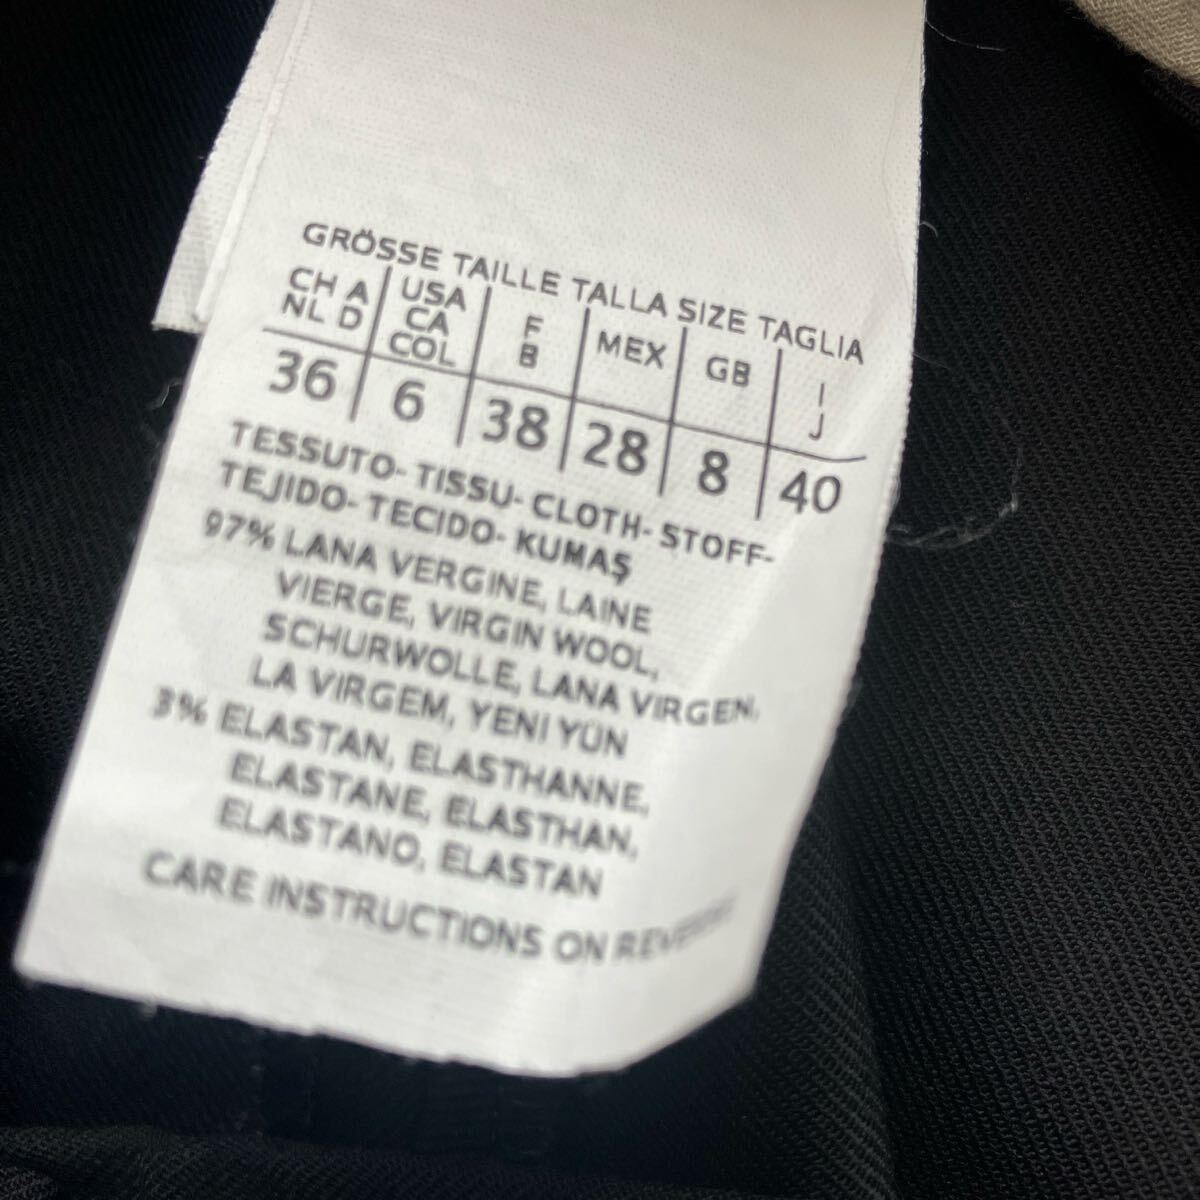 GRÖSSE TAILLE TALLA SIZE TAGLIA
CH A NL D | USA CA COL | F B | MEX | GB | I J
36 | 6 | 38 | 28 | 8 | 40
TESSUTO- TISSU- CLOTH- STOFF-
TEJIDO- TECIDO- KUMAŞ
97% LANA VERGINE, LAINE
VIERGE, VIRGIN WOOL,
SCHURWOLLE, LANA VIRGEN,
LA VIRGEM, YENI YÜN
3% ELASTAN, ELASTHANNE,
ELASTANE, ELASTHAN,
ELASTANO, ELASTAN
CARE INSTRUCTIONS ON REVERSE